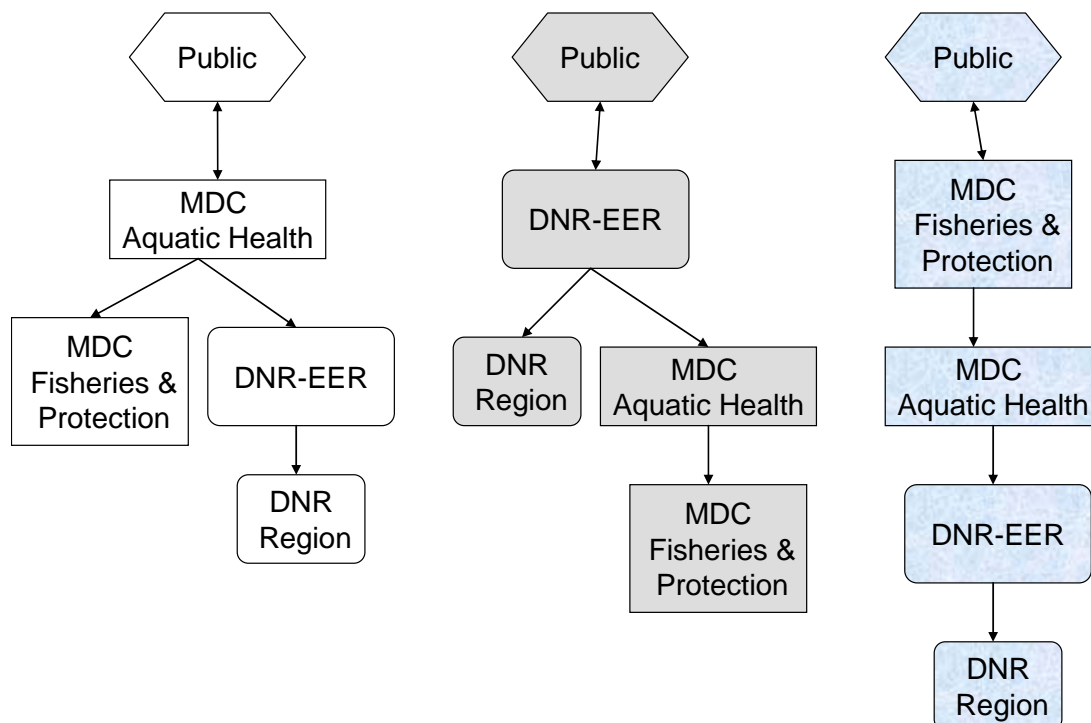 Public
MDC
Aquatic Health
MDC
Fisheries &
Protection
DNR-EER
DNR
Region
Public
DNR-EER
DNR
Region
MDC
Aquatic Health
MDC
Fisheries &
Protection
Public
MDC
Fisheries &
Protection
MDC
Aquatic Health
DNR-EER
DNR
Region